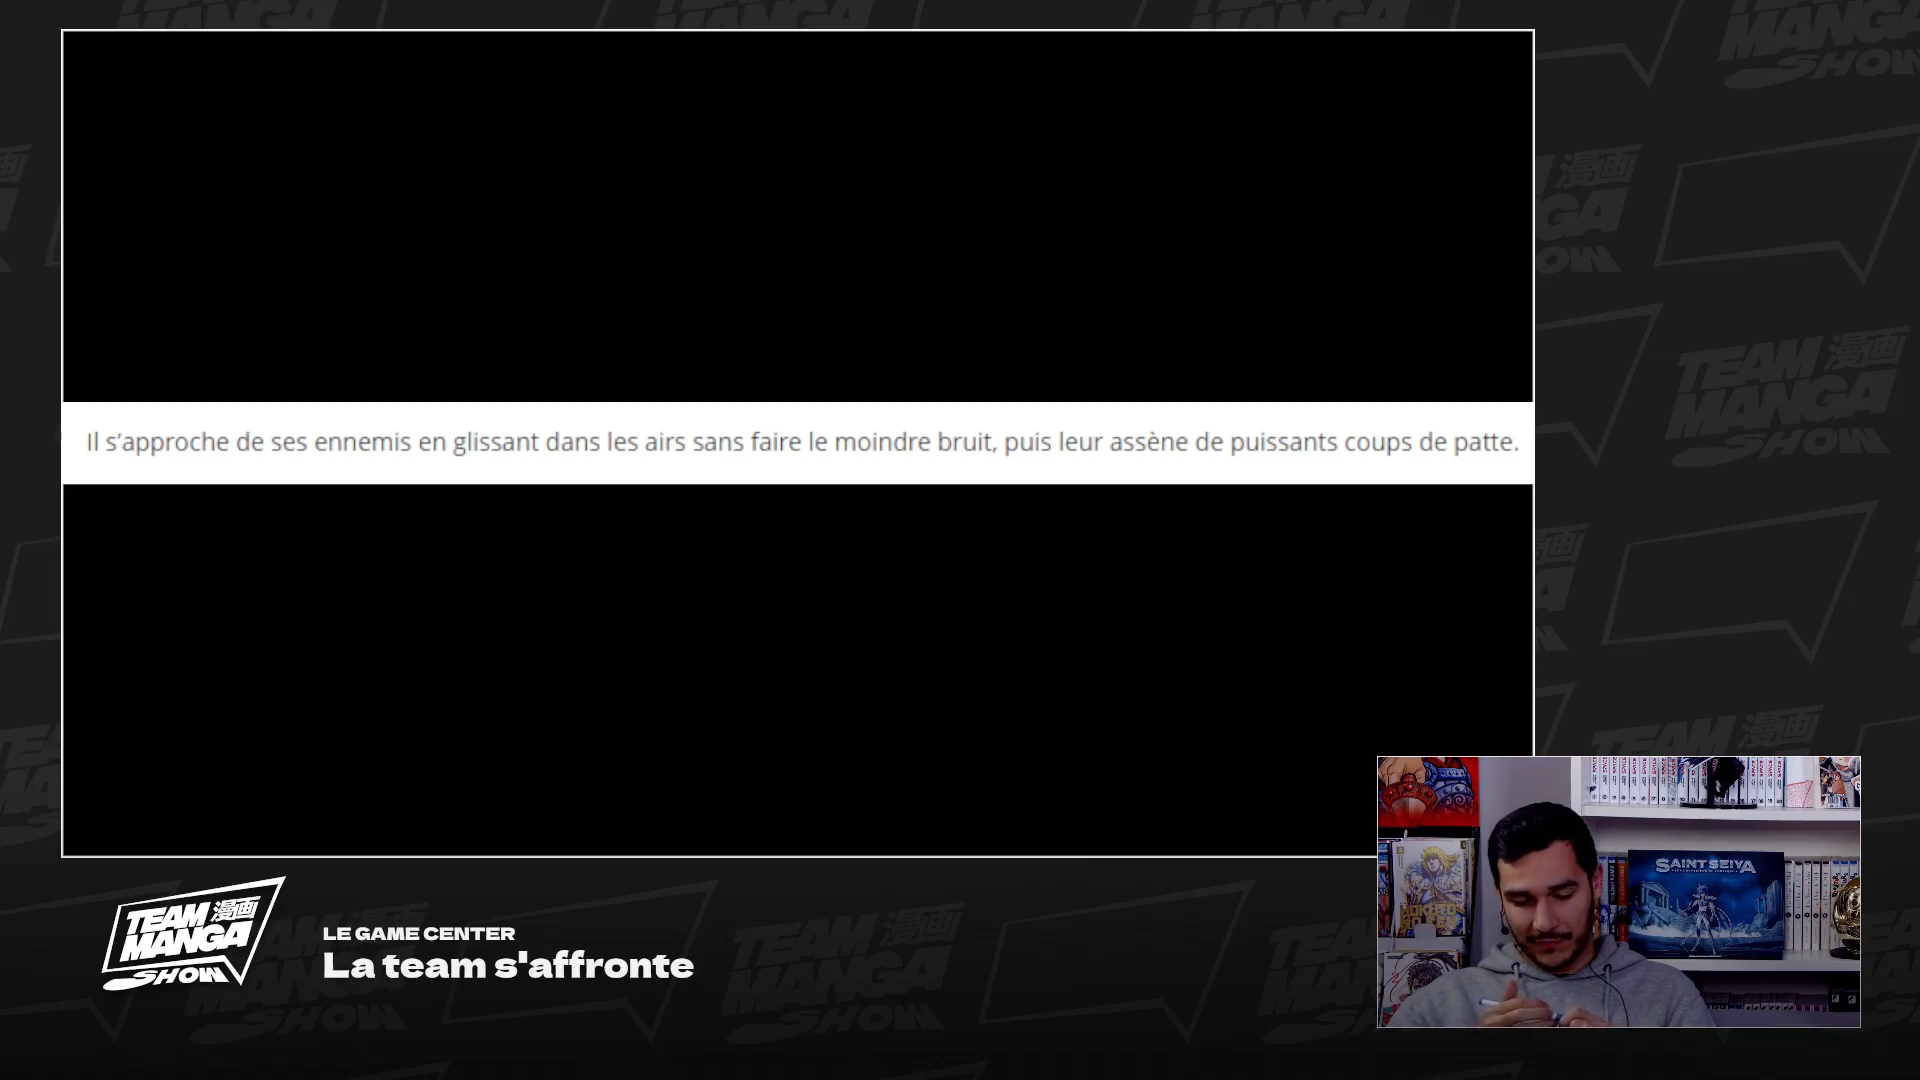 Il s’approche de ses ennemis en glissant dans les airs sans faire le moindre bruit, puis leur assène de puissants coups de patte.
TEAM 漫画
MANGA
SHOW
LE GAME CENTER
La team s'affronte
SAINT SEIYA